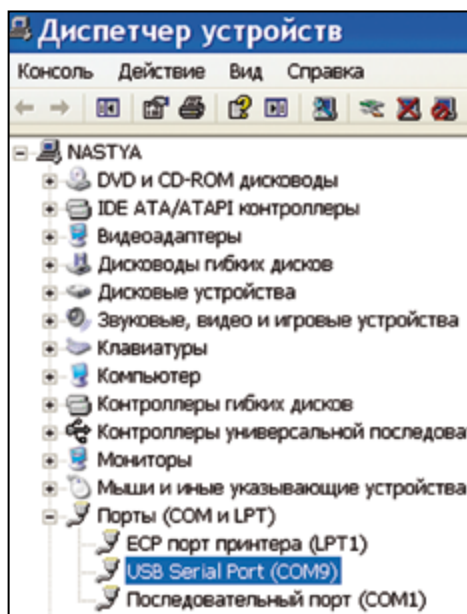 Диспетчер устройств
Консоль Действие Вид Справка
NASTYA
DVD и CD-ROM дисководы
IDE ATA/ATAPI контроллеры
Видеоадаптеры
Дисководы гибких дисков
Дисковые устройства
Звуковые, видео и игровые устройства
Клавиатуры
Компьютер
Контроллеры гибких дисков
Контроллеры универсальной последова
Мониторы
Мыши и иные указывающие устройства
Порты (COM и LPT)
ECP порт принтера (LPT1)
USB Serial Port (COM9)
Последовательный порт (COM1)